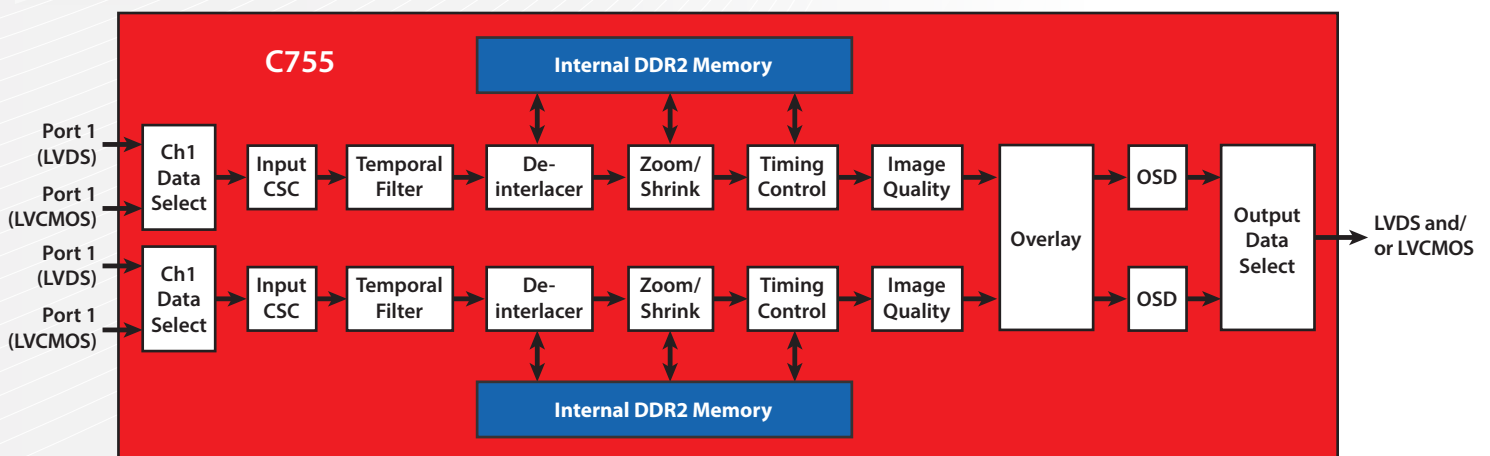 C755
Internal DDR2 Memory
Port 1
(LVDS)
Port 1
(LVCMOS)
Ch1
Data
Select
Input
CSC
Temporal
Filter
De-
interlacer
Zoom/
Shrink
Timing
Control
Image
Quality
Port 1
(LVDS)
Port 1
(LVCMOS)
Ch1
Data
Select
Input
CSC
Temporal
Filter
De-
interlacer
Zoom/
Shrink
Timing
Control
Image
Quality
Overlay
OSD
OSD
Output
Data
Select
LVDS and/
or LVCMOS
Internal DDR2 Memory